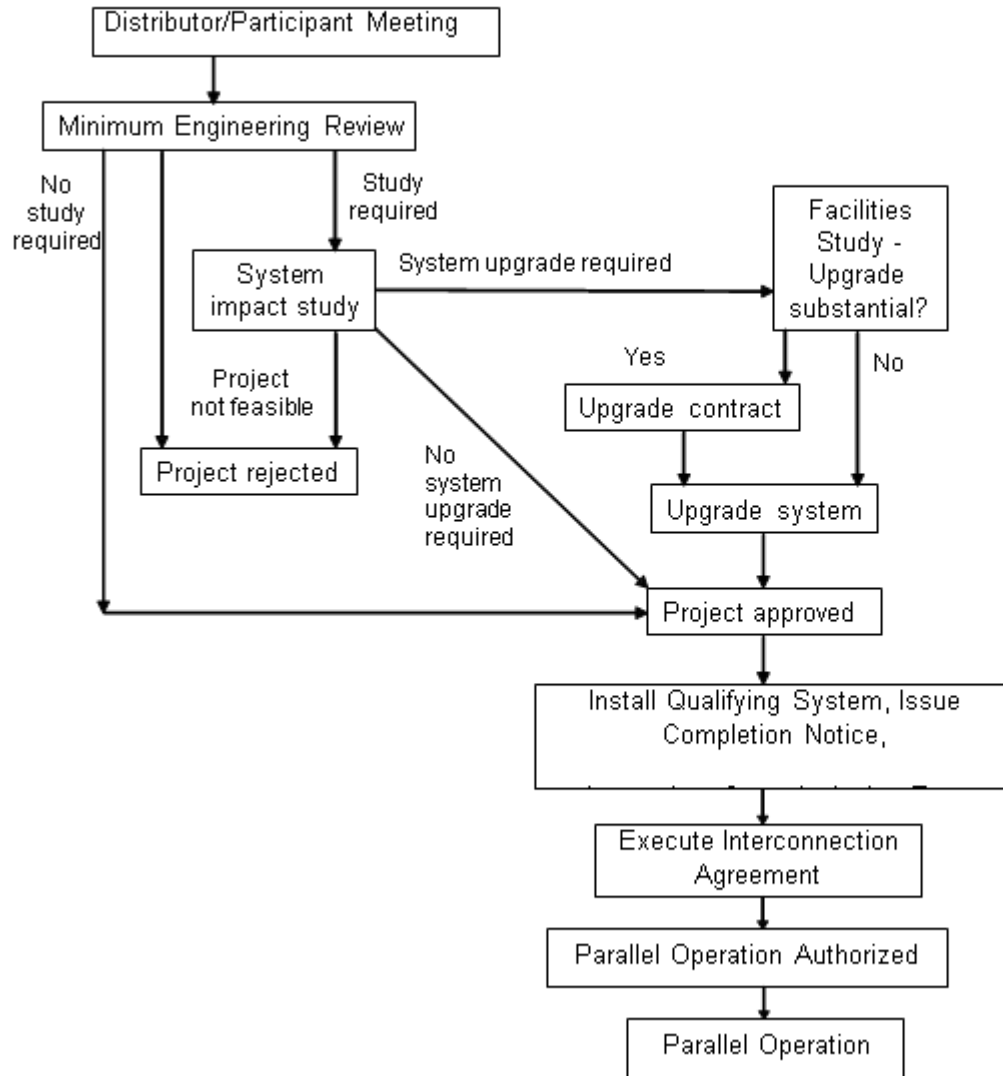 Distributor/Participant Meeting
Minimum Engineering Review
No
study
required
Study
required
Facilities
Study -
Upgrade
substantial?
System
impact study
System upgrade required
Yes
No
Project
not feasible
Upgrade contract
Project rejected
No
system
upgrade
required
Upgrade system
Project approved
Install Qualifying System, Issue
Completion Notice,
Execute Interconnection
Agreement
Parallel Operation Authorized
Parallel Operation